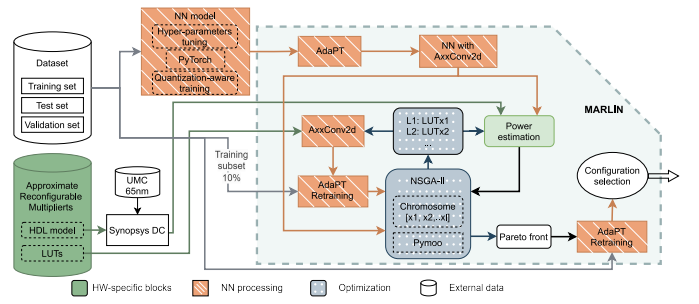 Dataset
Training set
Test set
Validation set
NN model
Hyper-parameters
tuning
PyTorch
Quantization-aware
training
AdaPT
NN with
AxxConv2d
MARLIN
AxxConv2d
L1: LUTx1
L2: LUTx2
...
Power
estimation
Training
subset
10%
AdaPT
Retraining
NSGA-II
Chromosome
[x1, x2,..xl]
Pymoo
Configuration
selection
Approximate
Reconfigurable
Multiplierts
HDL model
LUTs
UMC
65nm
Synopsys DC
Pareto front
AdaPT
Retraining
HW-specific blocks
NN processing
Optimization
External data